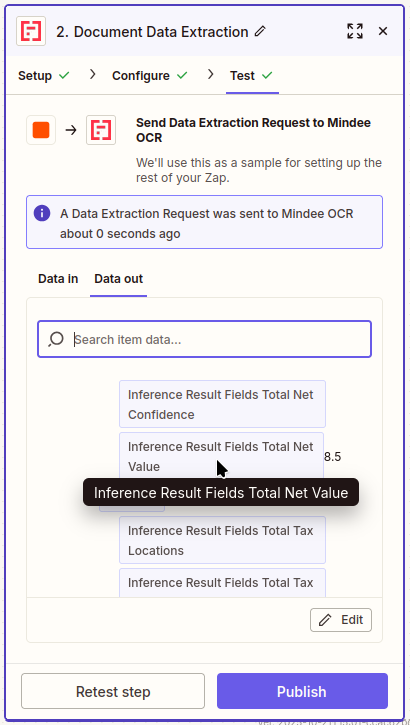 2. Document Data Extraction
Setup
Configure
Test
Send Data Extraction Request to Mindee
OCR
We'll use this as a sample for setting up the
rest of your Zap.
A Data Extraction Request was sent to Mindee OCR
about 0 seconds ago
Data in
Data out
Search item data...
Inference Result Fields Total Net
Confidence
Inference Result Fields Total Net
Value
8.5
Inference Result Fields Total Net Value
Inference Result Fields Total Tax
Locations
Inference Result Fields Total Tax
Edit
Retest step
Publish